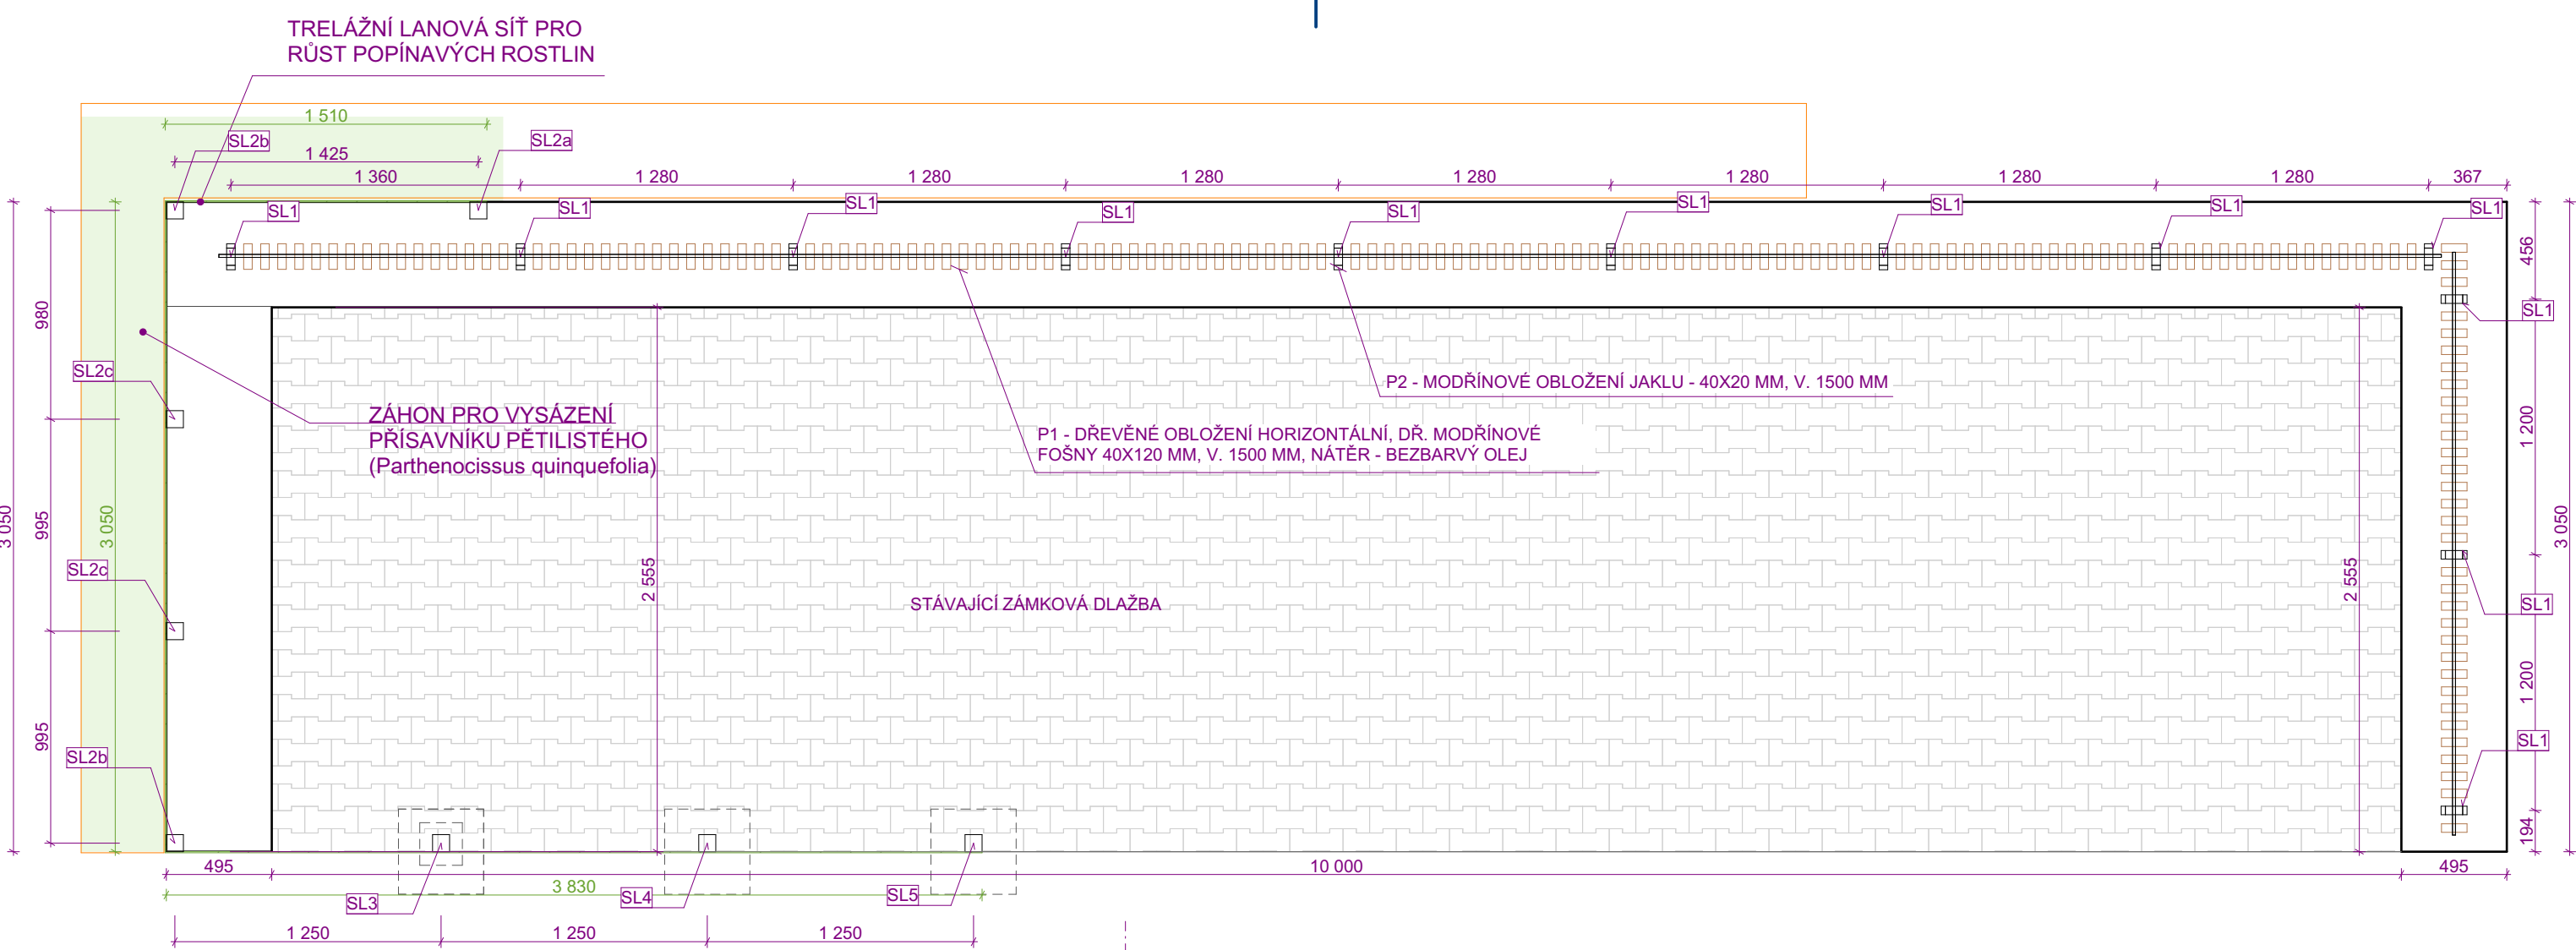 TRELÁŽNÍ LANOVÁ SÍŤ PRO
RŮST POPÍNAVÝCH ROSTLIN
1 510
SL2b
SL2a
1 425
1 360
1 280
1 280
1 280
1 280
1 280
1 280
1 280
367
SL1
SL1
SL1
SL1
SL1
SL1
SL1
SL1
SL1
456
980
SL1
SL2c
P2 - MODŘÍNOVÉ OBLOŽENÍ JAKLU - 40X20 MM, V. 1500 MM
ZÁHON PRO VYSÁZENÍ
PŘÍSAVNÍKU PĚTILISTÉHO
(Parthenocissus quinquefolia)
P1 - DŘEVĚNÉ OBLOŽENÍ HORIZONTÁLNÍ, DŘ. MODŘÍNOVÉ
FOŠNY 40X120 MM, V. 1500 MM, NÁTĚR - BEZBARVÝ OLEJ
1 200
3 050
995
3 050
3 050
SL2c
2 555
2 555
STÁVAJÍCÍ ZÁMKOVÁ DLAŽBA
SL1
1 200
995
SL2b
SL1
194
495
10 000
495
3 830
SL3
SL4
SL5
1 250
1 250
1 250